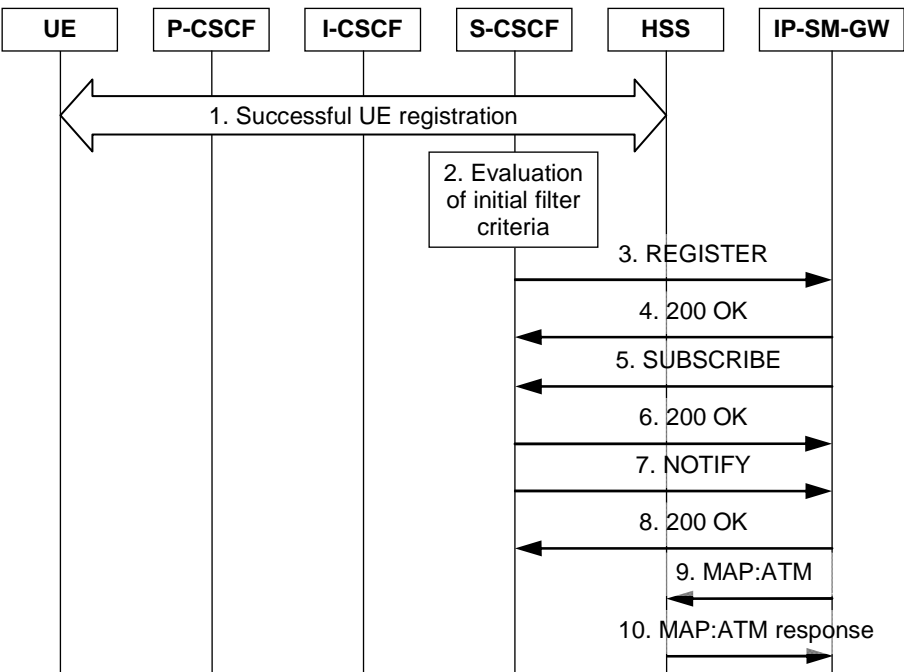 UE P-CSCF I-CSCF S-CSCF HSS IP-SM-GW
1. Successful UE registration
2. Evaluation
of initial filter
criteria
3. REGISTER
4. 200 OK
5. SUBSCRIBE
6. 200 OK
7. NOTIFY
8. 200 OK
9. MAP:ATM
10. MAP:ATM response